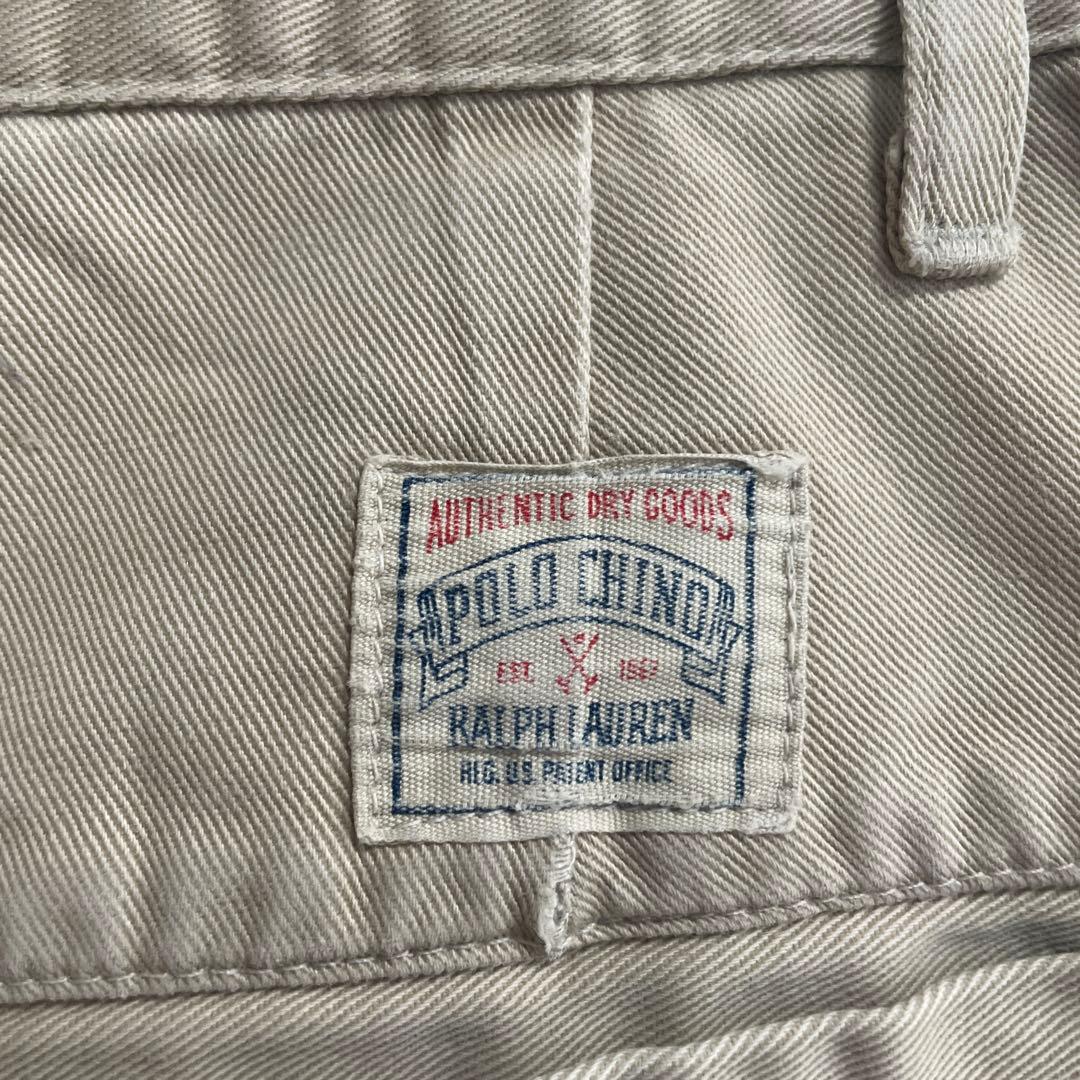 AUTHENTIC DRY GOODS
POLO CHINO
EST. 1967
RALPH LAUREN
REG. U.S. PATENT OFFICE